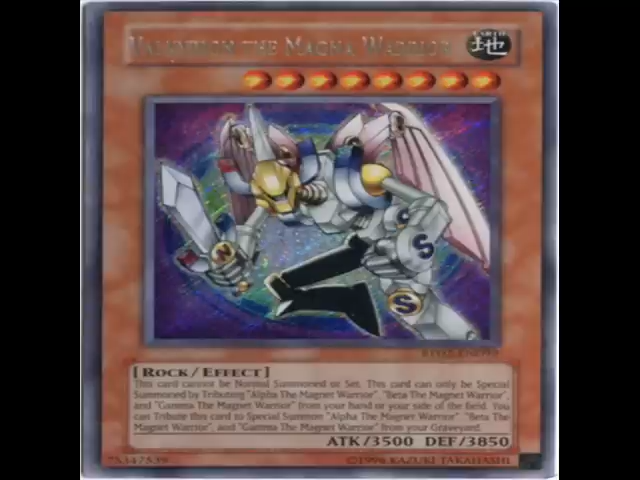 Valkyrion the Magna Warrior
EARTH
地
N
S
S
RP02-EN099
[ROCK/EFFECT]
This card cannot be Normal Summoned or Set. This card can only be Special
Summoned by Tributing "Alpha The Magnet Warrior", "Beta The Magnet Warrior",
and "Gamma The Magnet Warrior" from your hand or your side of the field. You
can Tribute this card to Special Summon "Alpha The Magnet Warrior", "Beta The
Magnet Warrior", and "Gamma The Magnet Warrior" from your Graveyard.
ATK/3500 DEF/3850
75347539
©1996 KAZUKI TAKAHASHI